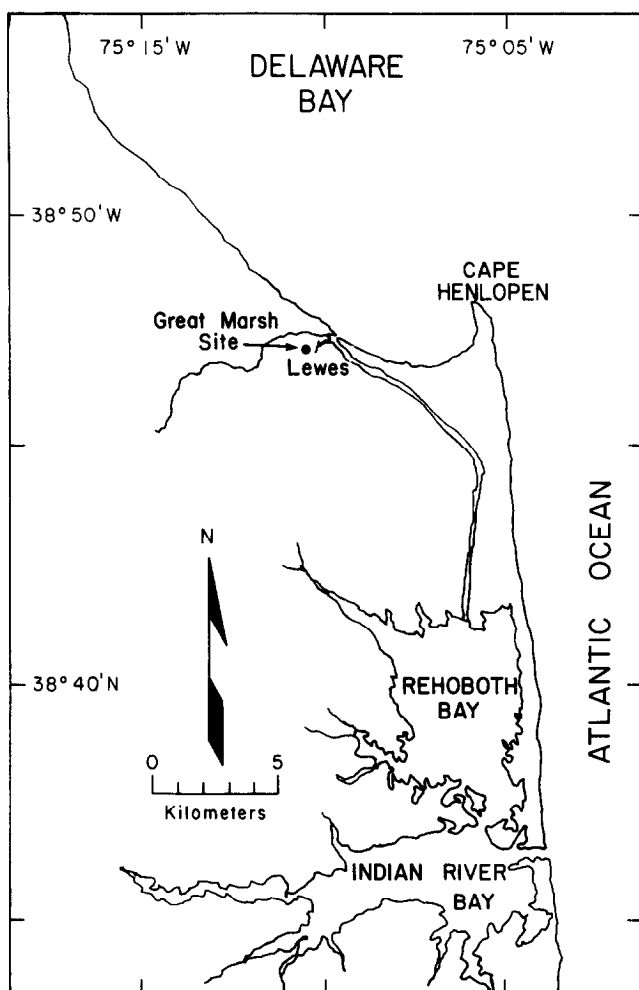 75°15'W
75°05'W
DELAWARE
BAY
38°50'W
CAPE
HENLOPEN
Great Marsh
Site
Lewes
N
ATLANTIC OCEAN
38°40'N
REHOBOTH
BAY
0 5
Kilometers
INDIAN RIVER
BAY